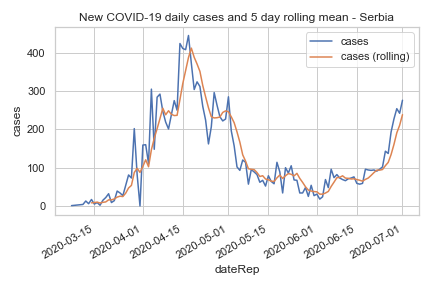 New COVID-19 daily cases and 5 day rolling mean - Serbia
cases
cases (rolling)
400
300
200
100
0
cases
2020-03-15
2020-04-01
2020-04-15
2020-05-01
2020-05-15
2020-06-01
2020-06-15
2020-07-01
dateRep